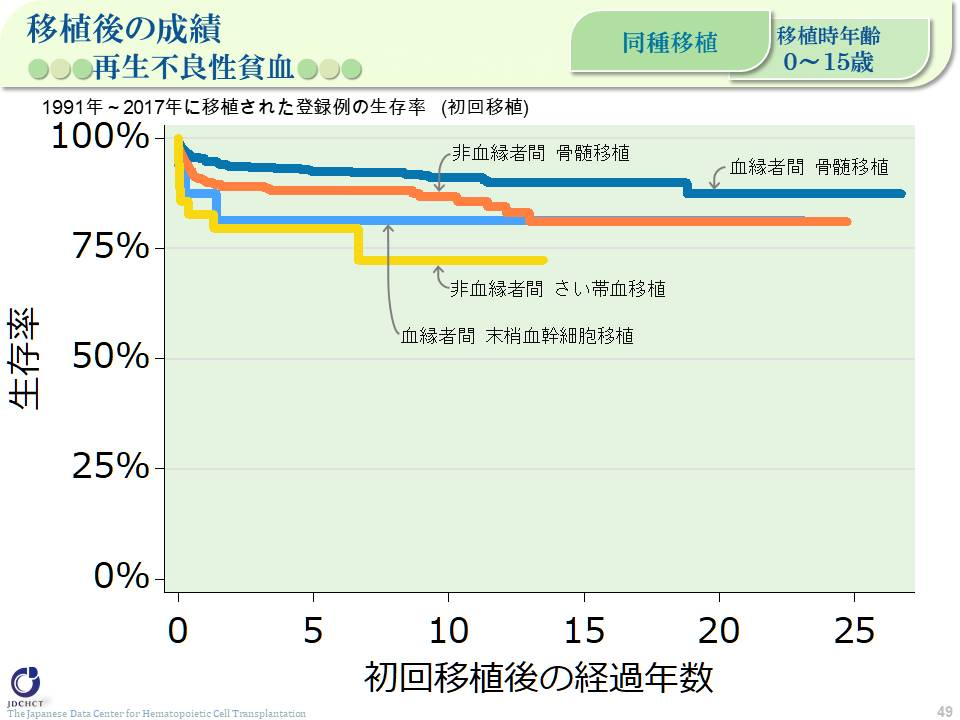 移植後の成績
再生不良性貧血
同種移植
移植時年齢
0～15歳
1991年～2017年に移植された登録例の生存率 (初回移植)
100%
75%
50%
25%
0%
生存率
非血縁者間 骨髄移植
血縁者間 骨髄移植
非血縁者間 さい帯血移植
血縁者間 末梢血幹細胞移植
0 5 10 15 20 25
初回移植後の経過年数
JDCHCT
The Japanese Data Center for Hematopoietic Cell Transplantation
49